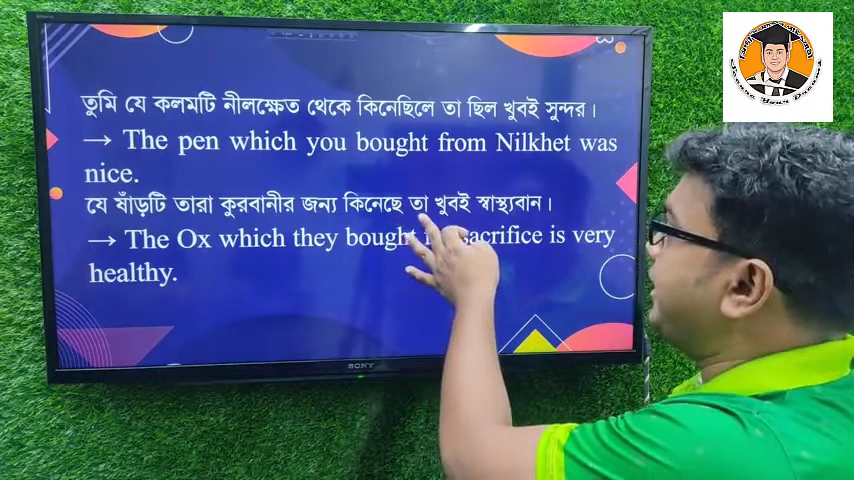 তুমি যে কলমটি নীলক্ষেত থেকে কিনেছিলে তা ছিল খুবই সুন্দর।
→ The pen which you bought from Nilkhet was
nice.
যে ষাঁড়টি তারা কুরবানীর জন্য কিনেছে তা খুবই স্বাস্থ্যবান।
→ The Ox which they bought sacrifice is very
healthy.
SONY